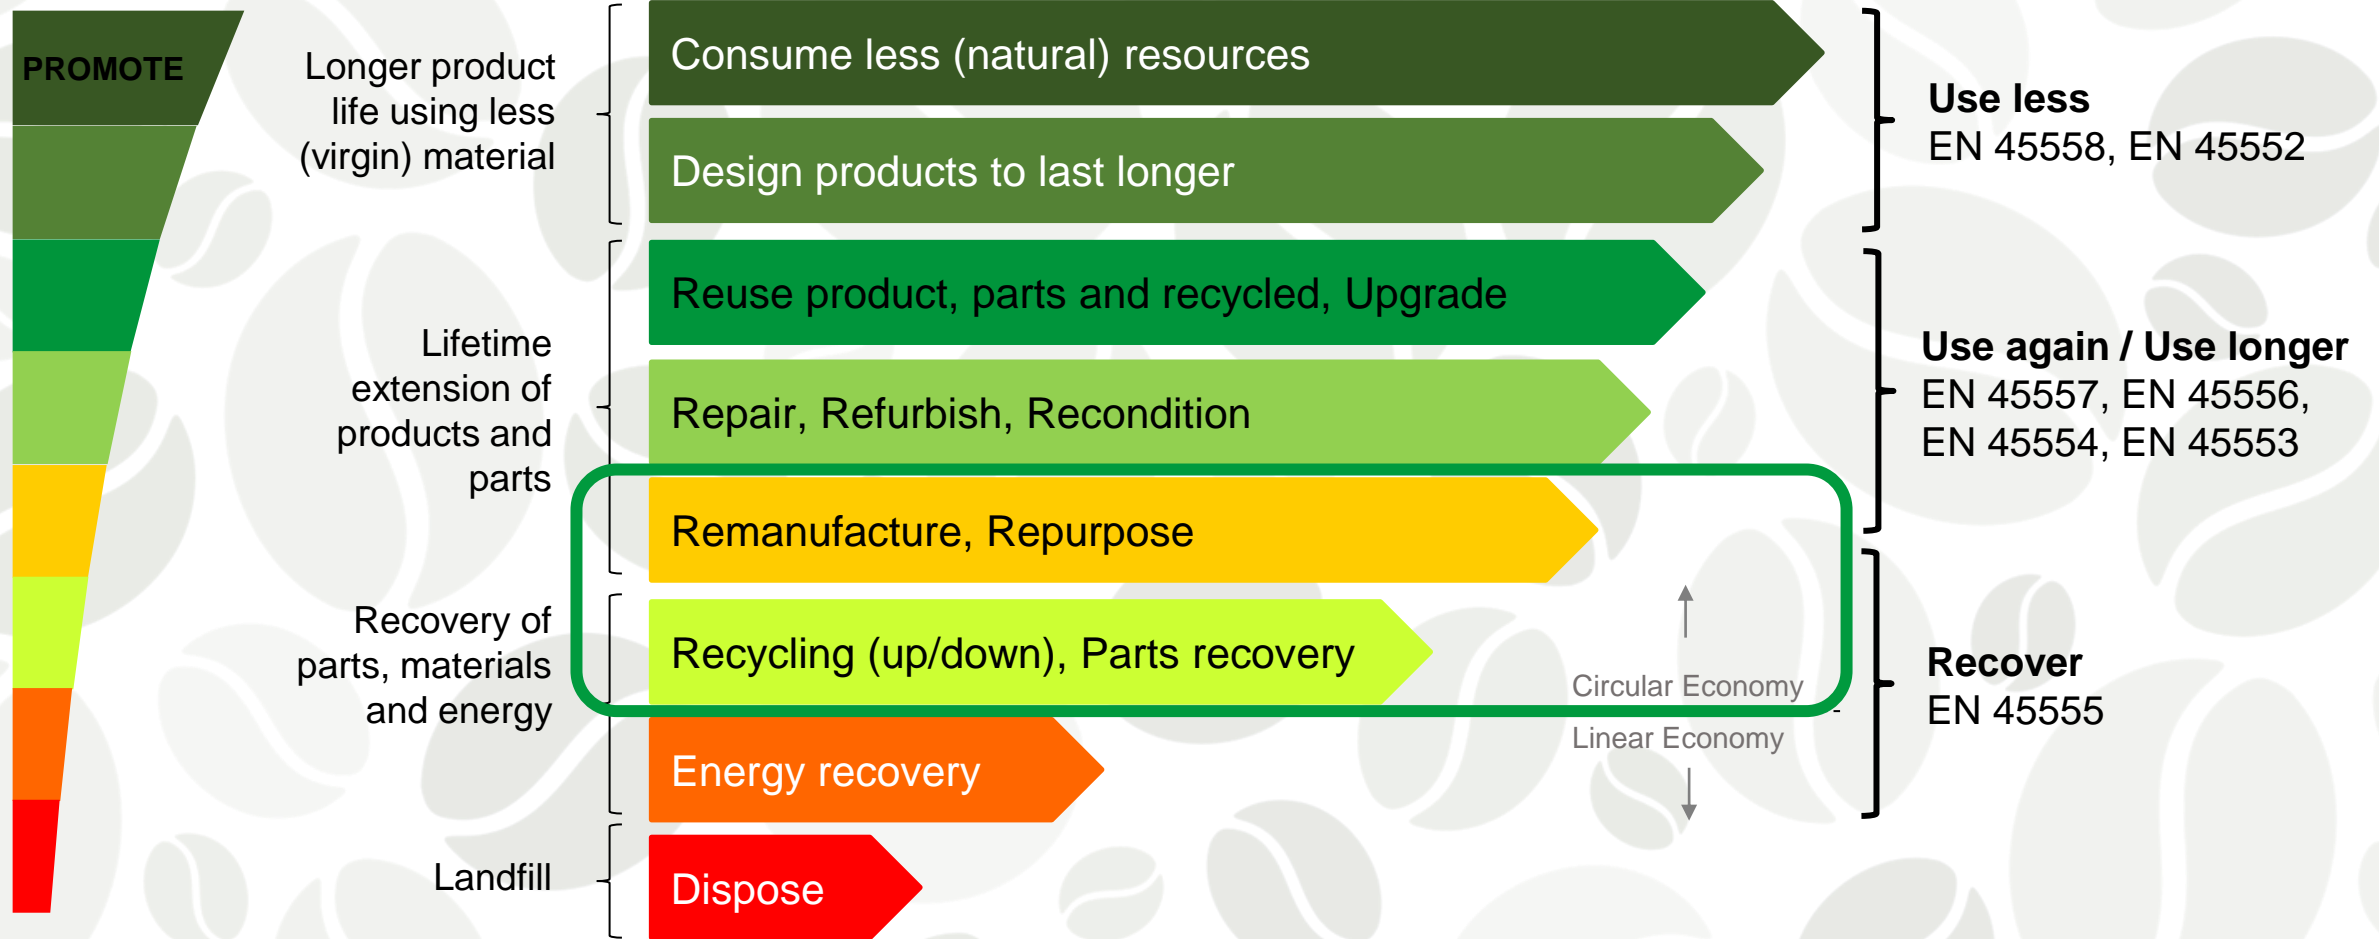 PROMOTE
Longer product
life using less
(virgin) material
Consume less (natural) resources
Design products to last longer
Use less
EN 45558, EN 45552
Lifetime
extension of
products and
parts
Reuse product, parts and recycled, Upgrade
Repair, Refurbish, Recondition
Remanufacture, Repurpose
Use again / Use longer
EN 45557, EN 45556,
EN 45554, EN 45553
Recovery of
parts, materials
and energy
Recycling (up/down), Parts recovery
Energy recovery
Circular Economy
Linear Economy
Recover
EN 45555
Landfill
Dispose